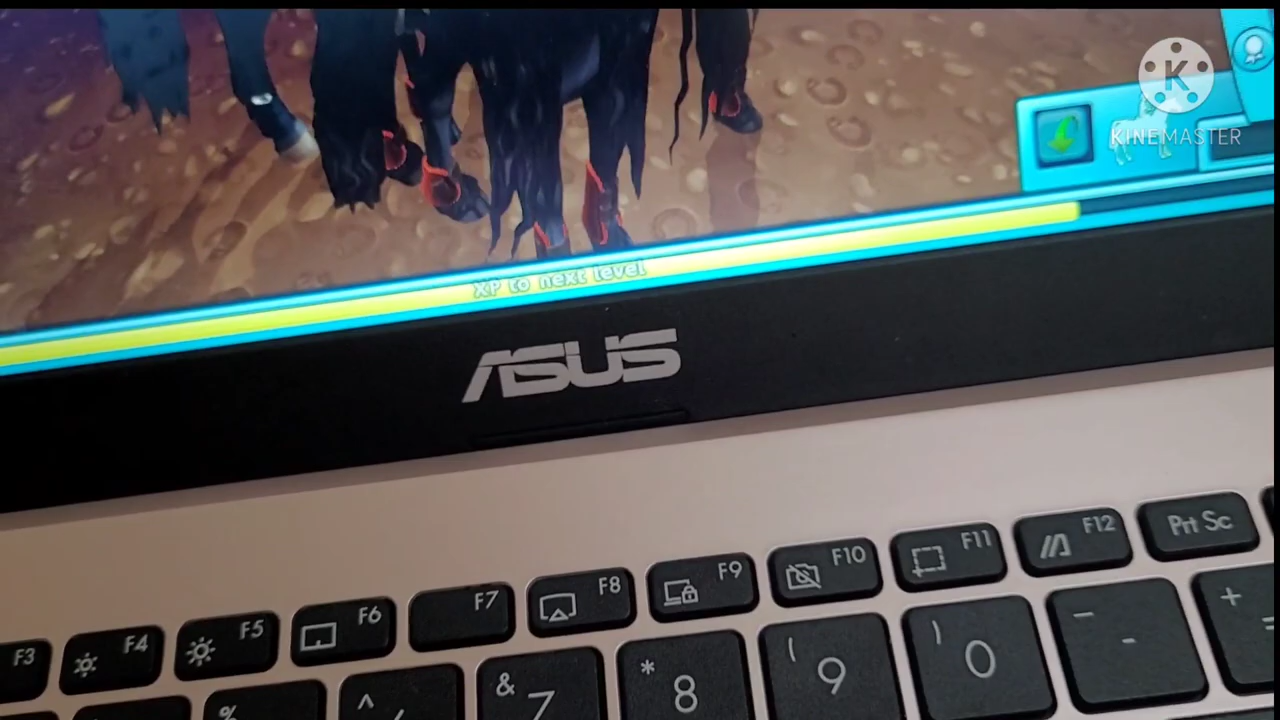 KINEMASTER
XP to next level
ASUS
F3
F4
F5
F6
F7
F8
F9
F10
F11
F12
Prt Sc
%
^
&
7
*
8
(
9
)
0
-
-
+
=